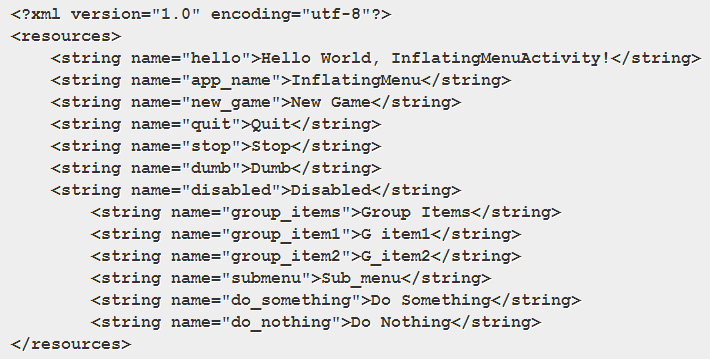 <?xml version="1.0" encoding="utf-8"?>
<resources>
    <string name="hello">Hello World, InflatingMenuActivity!</string>
    <string name="app_name">InflatingMenu</string>
    <string name="new_game">New Game</string>
    <string name="quit">Quit</string>
    <string name="stop">Stop</string>
    <string name="dumb">Dumb</string>
    <string name="disabled">Disabled</string>
        <string name="group_items">Group Items</string>
        <string name="group_item1">G item1</string>
        <string name="group_item2">G_item2</string>
        <string name="submenu">Sub_menu</string>
        <string name="do_something">Do Something</string>
        <string name="do_nothing">Do Nothing</string>
</resources>